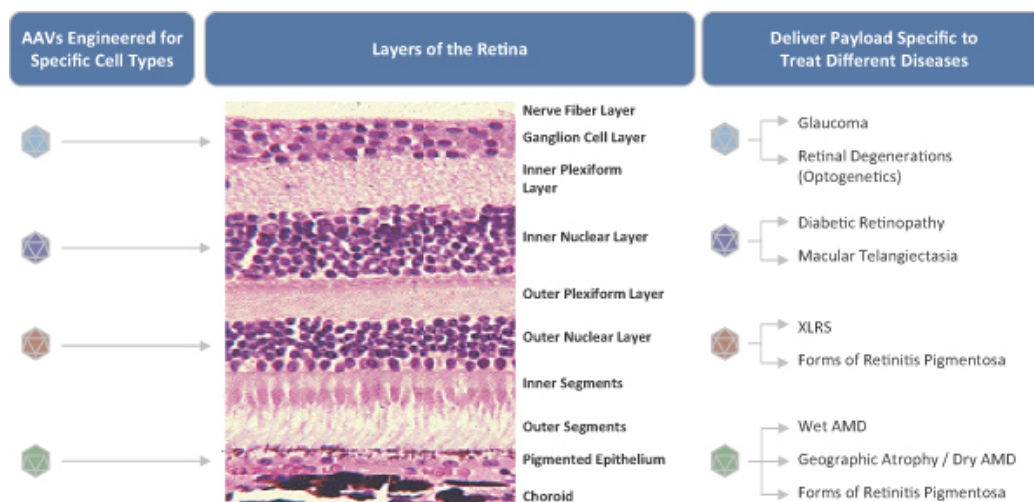 AAVs Engineered for
Specific Cell Types
Layers of the Retina
Deliver Payload Specific to
Treat Different Diseases
Nerve Fiber Layer
Ganglion Cell Layer
Inner Plexiform
Layer
Inner Nuclear Layer
Outer Plexiform Layer
Outer Nuclear Layer
Inner Segments
Outer Segments
Pigmented Epithelium
Choroid
Glaucoma
Retinal Degenerations
(Optogenetics)
Diabetic Retinopathy
Macular Telangiectasia
XLRS
Forms of Retinitis Pigmentosa
Wet AMD
Geographic Atrophy / Dry AMD
Forms of Retinitis Pigmentosa